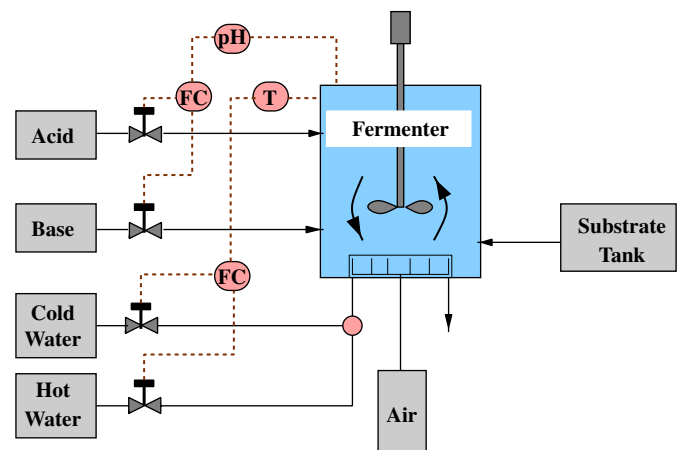 pH
FC
T
Acid
Fermenter
Base
Substrate
Tank
FC
Cold
Water
Hot
Water
Air